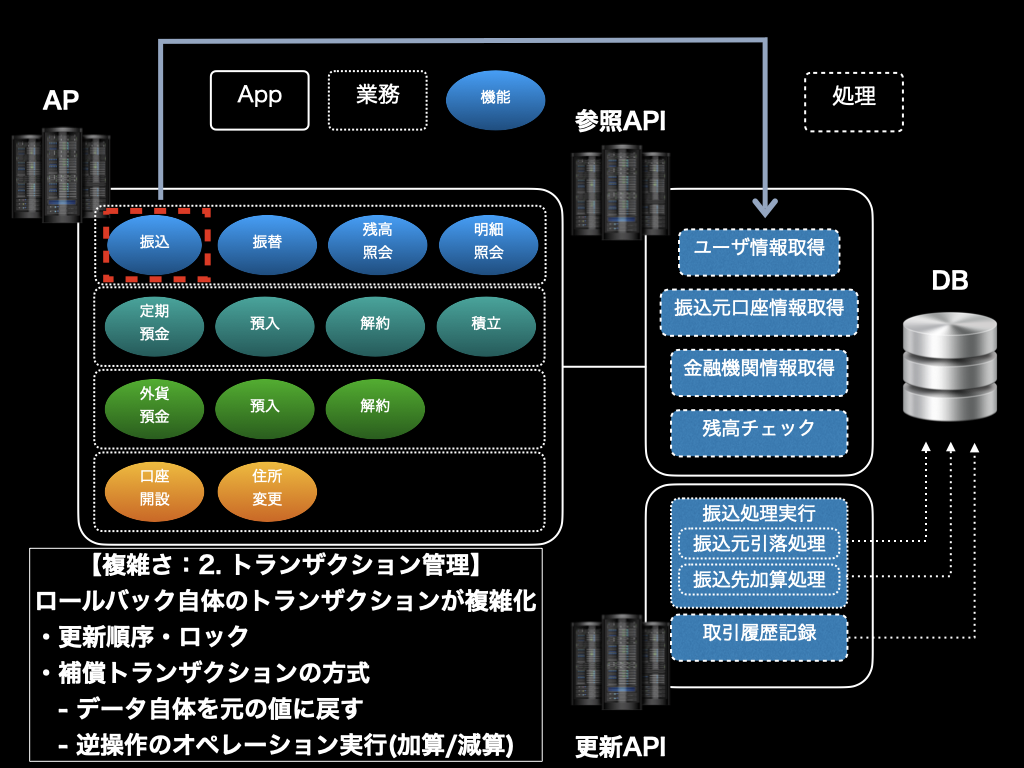 AP
App
業務
機能
参照API
処理
振込
振替
残高
照会
明細
照会
定期
預金
預入
解約
積立
外貨
預金
預入
解約
口座
開設
住所
変更
ユーザ情報取得
振込元口座情報取得
金融機関情報取得
残高チェック
DB
振込処理実行
振込元引落処理
振込先加算処理
取引履歴記録
更新API
【複雑さ：2. トランザクション管理】
ロールバック自体のトランザクションが複雑化
・更新順序・ロック
・補償トランザクションの方式
- データ自体を元の値に戻す
- 逆操作のオペレーション実行(加算/減算)